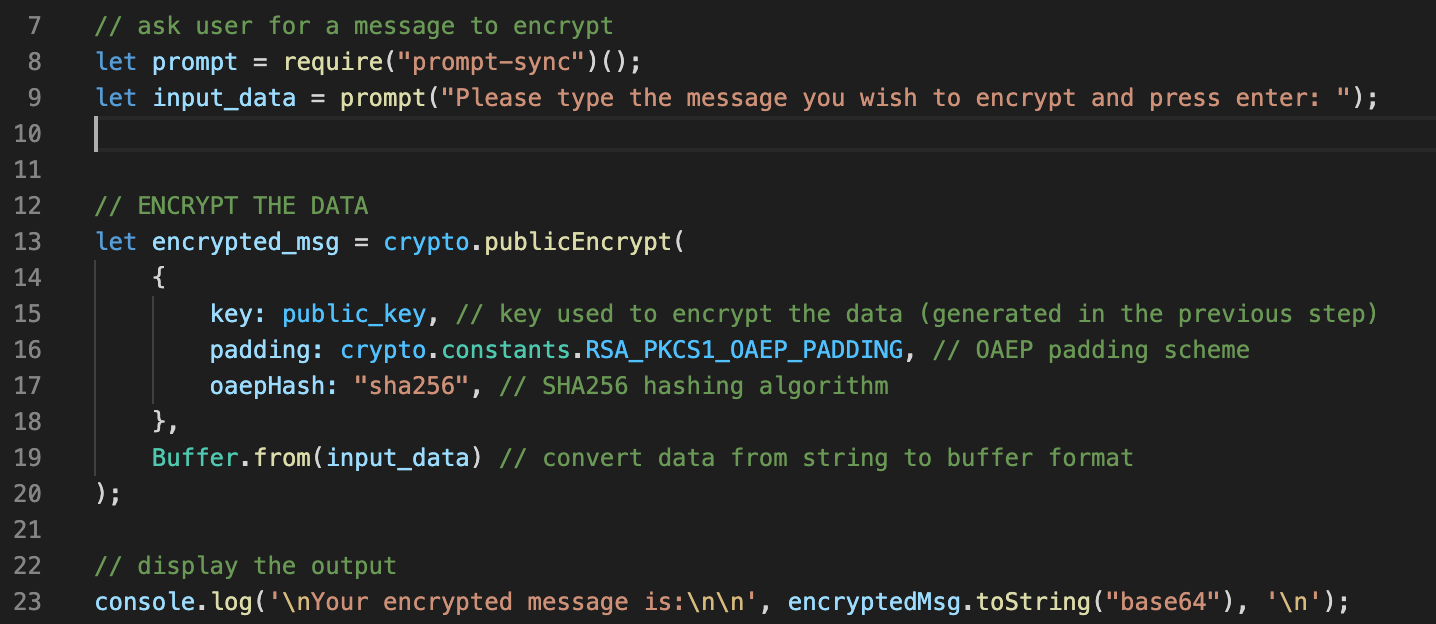 7 // ask user for a message to encrypt
8 let prompt = require("prompt-sync")();
9 let input_data = prompt("Please type the message you wish to encrypt and press enter: ");
10
11
12 // ENCRYPT THE DATA
13 let encrypted_msg = crypto.publicEncrypt(
14     {
15         key: public_key, // key used to encrypt the data (generated in the previous step)
16         padding: crypto.constants.RSA_PKCS1_OAEP_PADDING, // OAEP padding scheme
17         oaepHash: "sha256", // SHA256 hashing algorithm
18     },
19     Buffer.from(input_data) // convert data from string to buffer format
20 );
21
22 // display the output
23 console.log('\nYour encrypted message is:\n\n', encryptedMsg.toString("base64"), '\n');